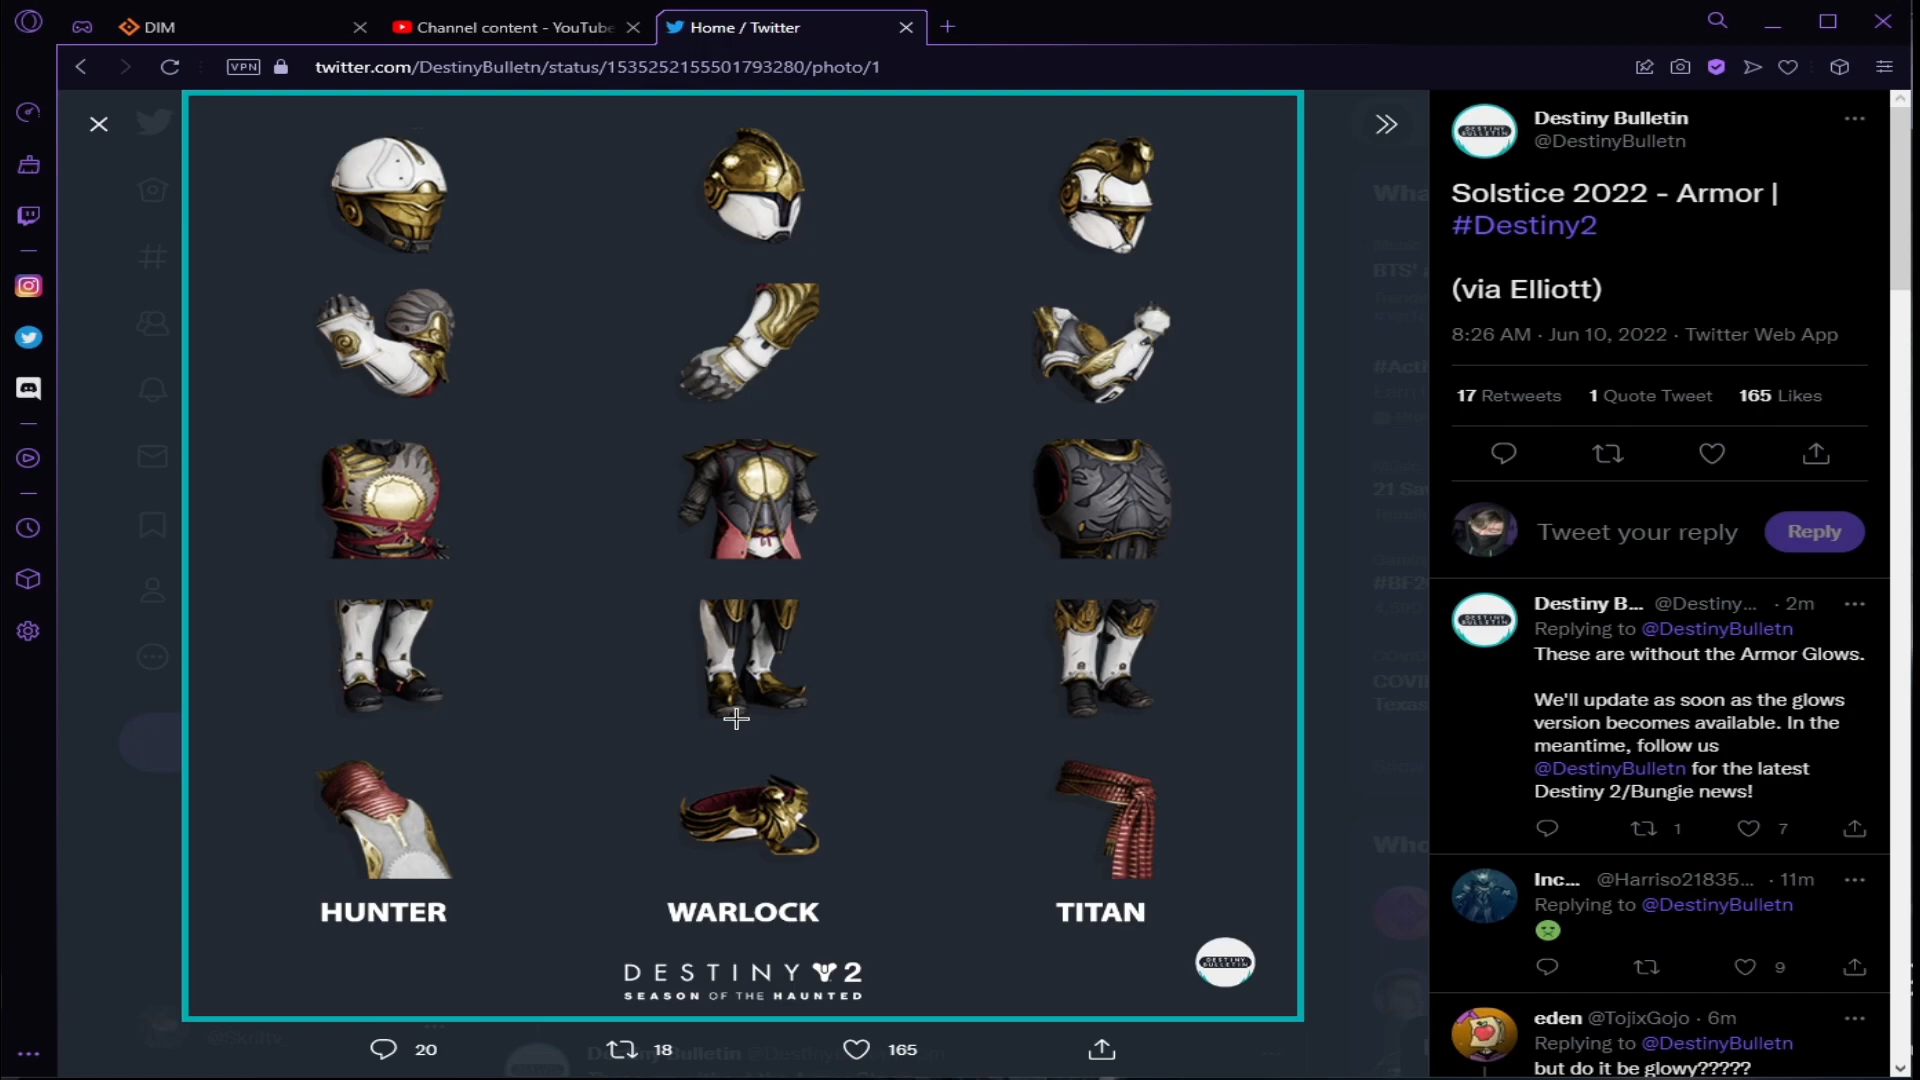 DIM
Channel content - YouTube
Home / Twitter
VPN
twitter.com/DestinyBulletn/status/1535252155501793280/photo/1
HUNTER
WARLOCK
TITAN
DESTINY 2
SEASON OF THE HAUNTED
DESTINY
BULLETIN
20
18
165
Destiny Bulletin
@DestinyBulletn
Solstice 2022 - Armor |
#Destiny2
(via Elliott)
8:26 AM · Jun 10, 2022 · Twitter Web App
17 Retweets 1 Quote Tweet 165 Likes
Tweet your reply
Reply
Destiny B... @Destiny... · 2m
Replying to @DestinyBulletn
These are without the Armor Glows.
We'll update as soon as the glows
version becomes available. In the
meantime, follow us
@DestinyBulletn for the latest
Destiny 2/Bungie news!
1
7
Inc... @Harriso21835... · 11m
Replying to @DestinyBulletn
9
eden @TojixGojo · 6m
Replying to @DestinyBulletn
but do it be glowy?????